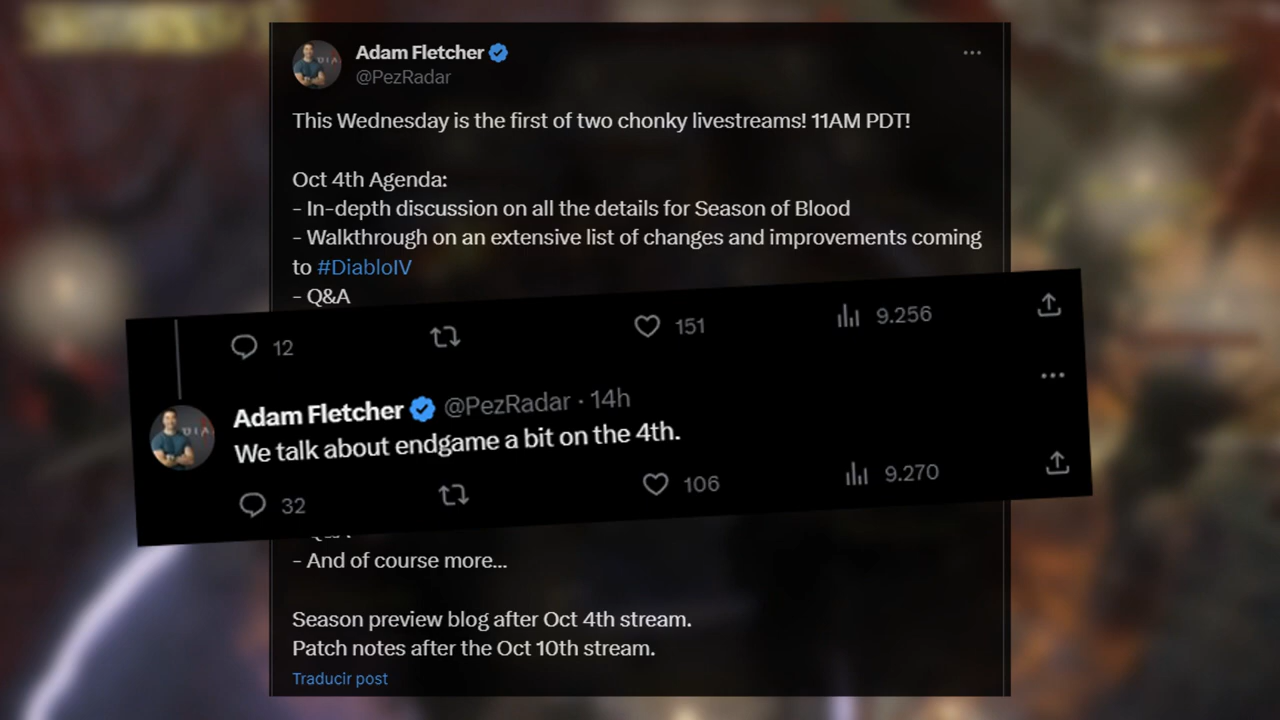 Adam Fletcher
@PezRadar
This Wednesday is the first of two chonky livestreams! 11AM PDT!
Oct 4th Agenda:
- In-depth discussion on all the details for Season of Blood
- Walkthrough on an extensive list of changes and improvements coming
to #DiabloIV
- Q&A
12 151 9.256
Adam Fletcher @PezRadar · 14h
We talk about endgame a bit on the 4th.
32 106 9.270
- And of course more...
Season preview blog after Oct 4th stream.
Patch notes after the Oct 10th stream.
Traducir post